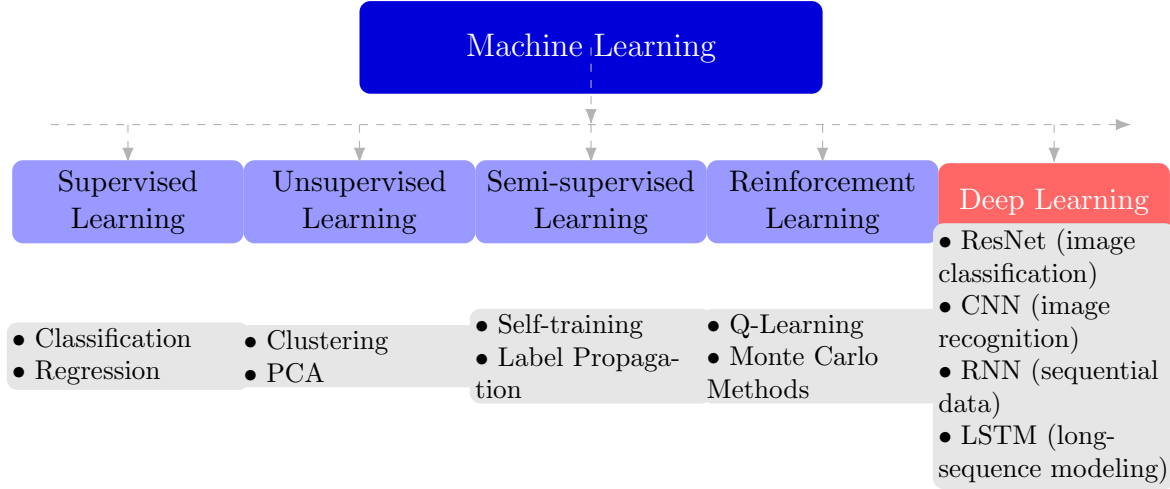 Machine Learning
Supervised
Learning
Unsupervised
Learning
Semi-supervised
Learning
Reinforcement
Learning
Deep Learning
• Classification
• Regression
• Clustering
• PCA
• Self-training
• Label Propaga-
tion
• Q-Learning
• Monte Carlo
Methods
• ResNet (image
classification)
• CNN (image
recognition)
• RNN (sequential
data)
• LSTM (long-
sequence modeling)